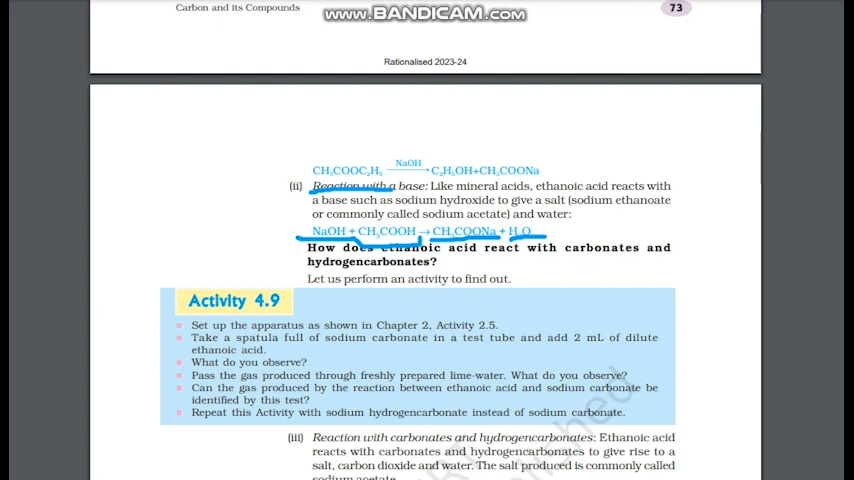 Carbon and its Compounds
www.BANDICAM.com
73
Rationalised 2023-24
CH₃COOC₂H₅ —NaOH→ C₂H₅OH+CH₃COONa
(ii) Reaction with a base: Like mineral acids, ethanoic acid reacts with
a base such as sodium hydroxide to give a salt (sodium ethanoate
or commonly called sodium acetate) and water:
NaOH + CH₃COOH → CH₃COONa + H₂O
How does ethanoic acid react with carbonates and
hydrogencarbonates?
Let us perform an activity to find out.
Activity 4.9
Set up the apparatus as shown in Chapter 2, Activity 2.5.
Take a spatula full of sodium carbonate in a test tube and add 2 mL of dilute
ethanoic acid.
What do you observe?
Pass the gas produced through freshly prepared lime-water. What do you observe?
Can the gas produced by the reaction between ethanoic acid and sodium carbonate be
identified by this test?
Repeat this Activity with sodium hydrogencarbonate instead of sodium carbonate.
(iii) Reaction with carbonates and hydrogencarbonates: Ethanoic acid
reacts with carbonates and hydrogencarbonates to give rise to a
salt, carbon dioxide and water. The salt produced is commonly called
sodium acetate.